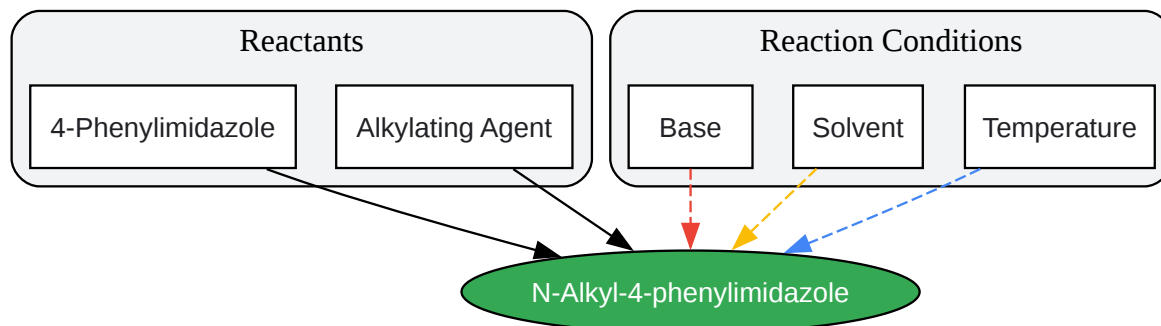 Reactants
Reaction Conditions
4-Phenylimidazole
Alkylating Agent
Base
Solvent
Temperature
N-Alkyl-4-phenylimidazole